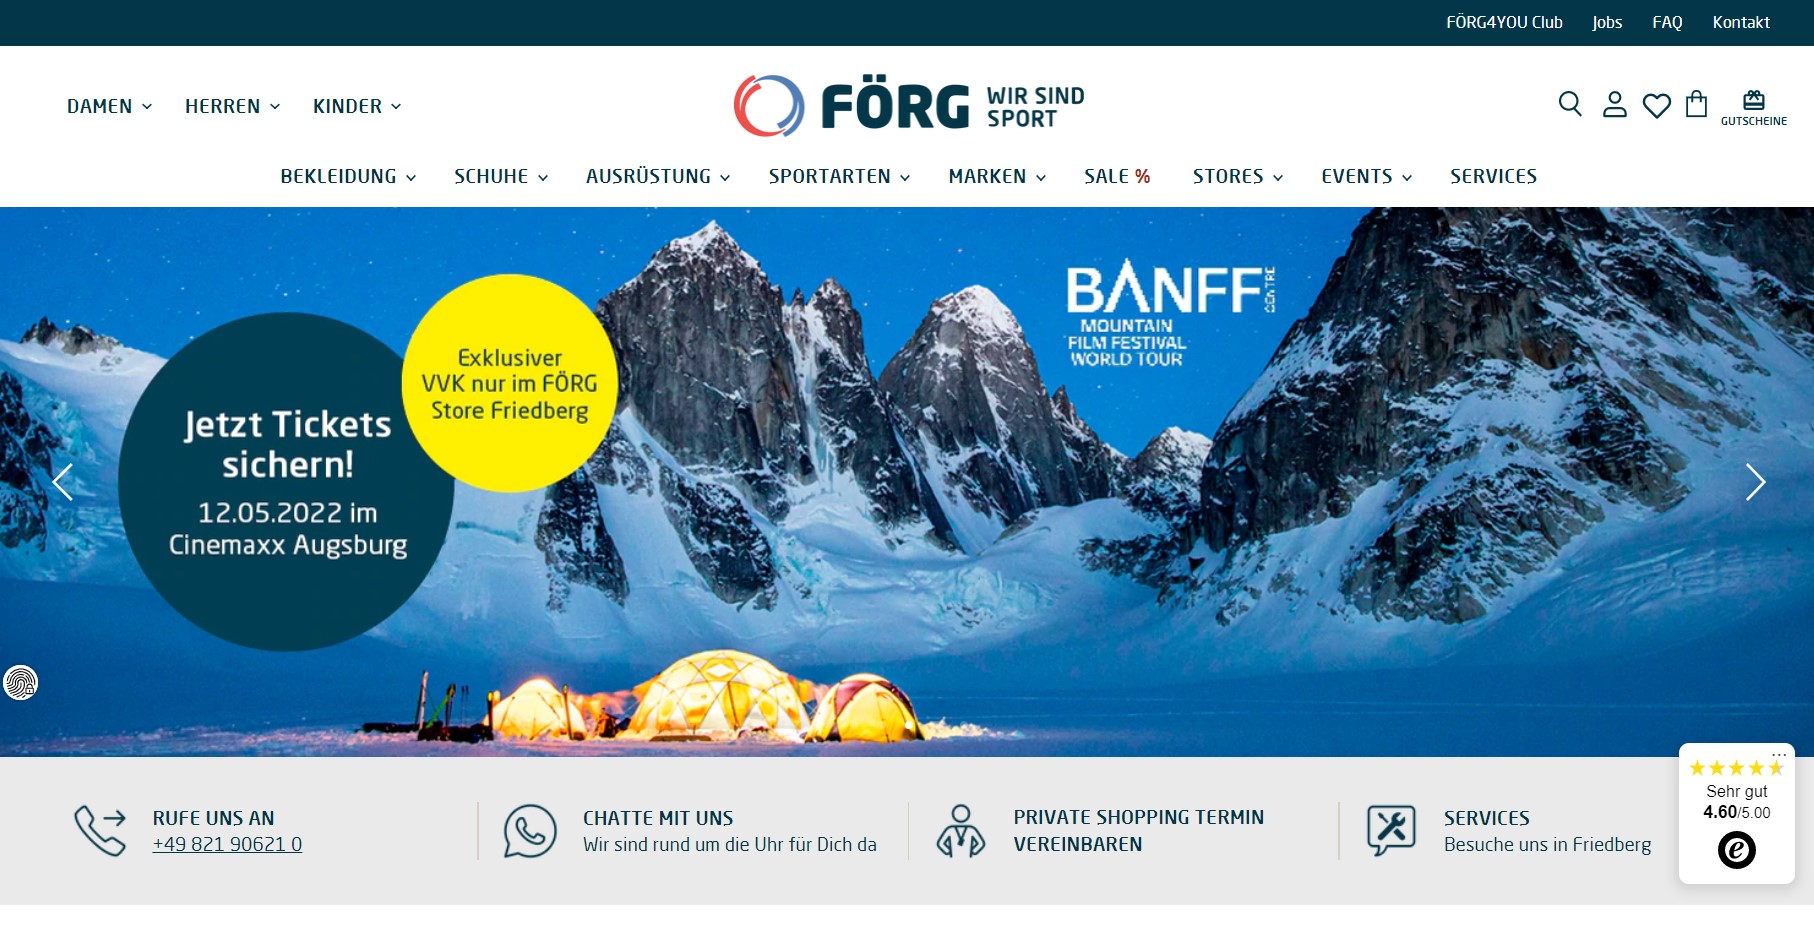 FÖRG4YOU Club Jobs FAQ Kontakt
DAMEN HERREN KINDER
FÖRG WIR SIND
SPORT
GUTSCHEINE
BEKLEIDUNG SCHUHE AUSRÜSTUNG SPORTARTEN MARKEN SALE % STORES EVENTS SERVICES
BANFF CENTRE
MOUNTAIN
FILM FESTIVAL
WORLD TOUR
Exklusiver
VVK nur im FÖRG
Store Friedberg
Jetzt Tickets
sichern!
12.05.2022 im
Cinemaxx Augsburg
RUFE UNS AN
+49 821 90621 0
CHATTE MIT UNS
Wir sind rund um die Uhr für Dich da
PRIVATE SHOPPING TERMIN
VEREINBAREN
SERVICES
Besuche uns in Friedberg
...
Sehr gut
4.60/5.00
e